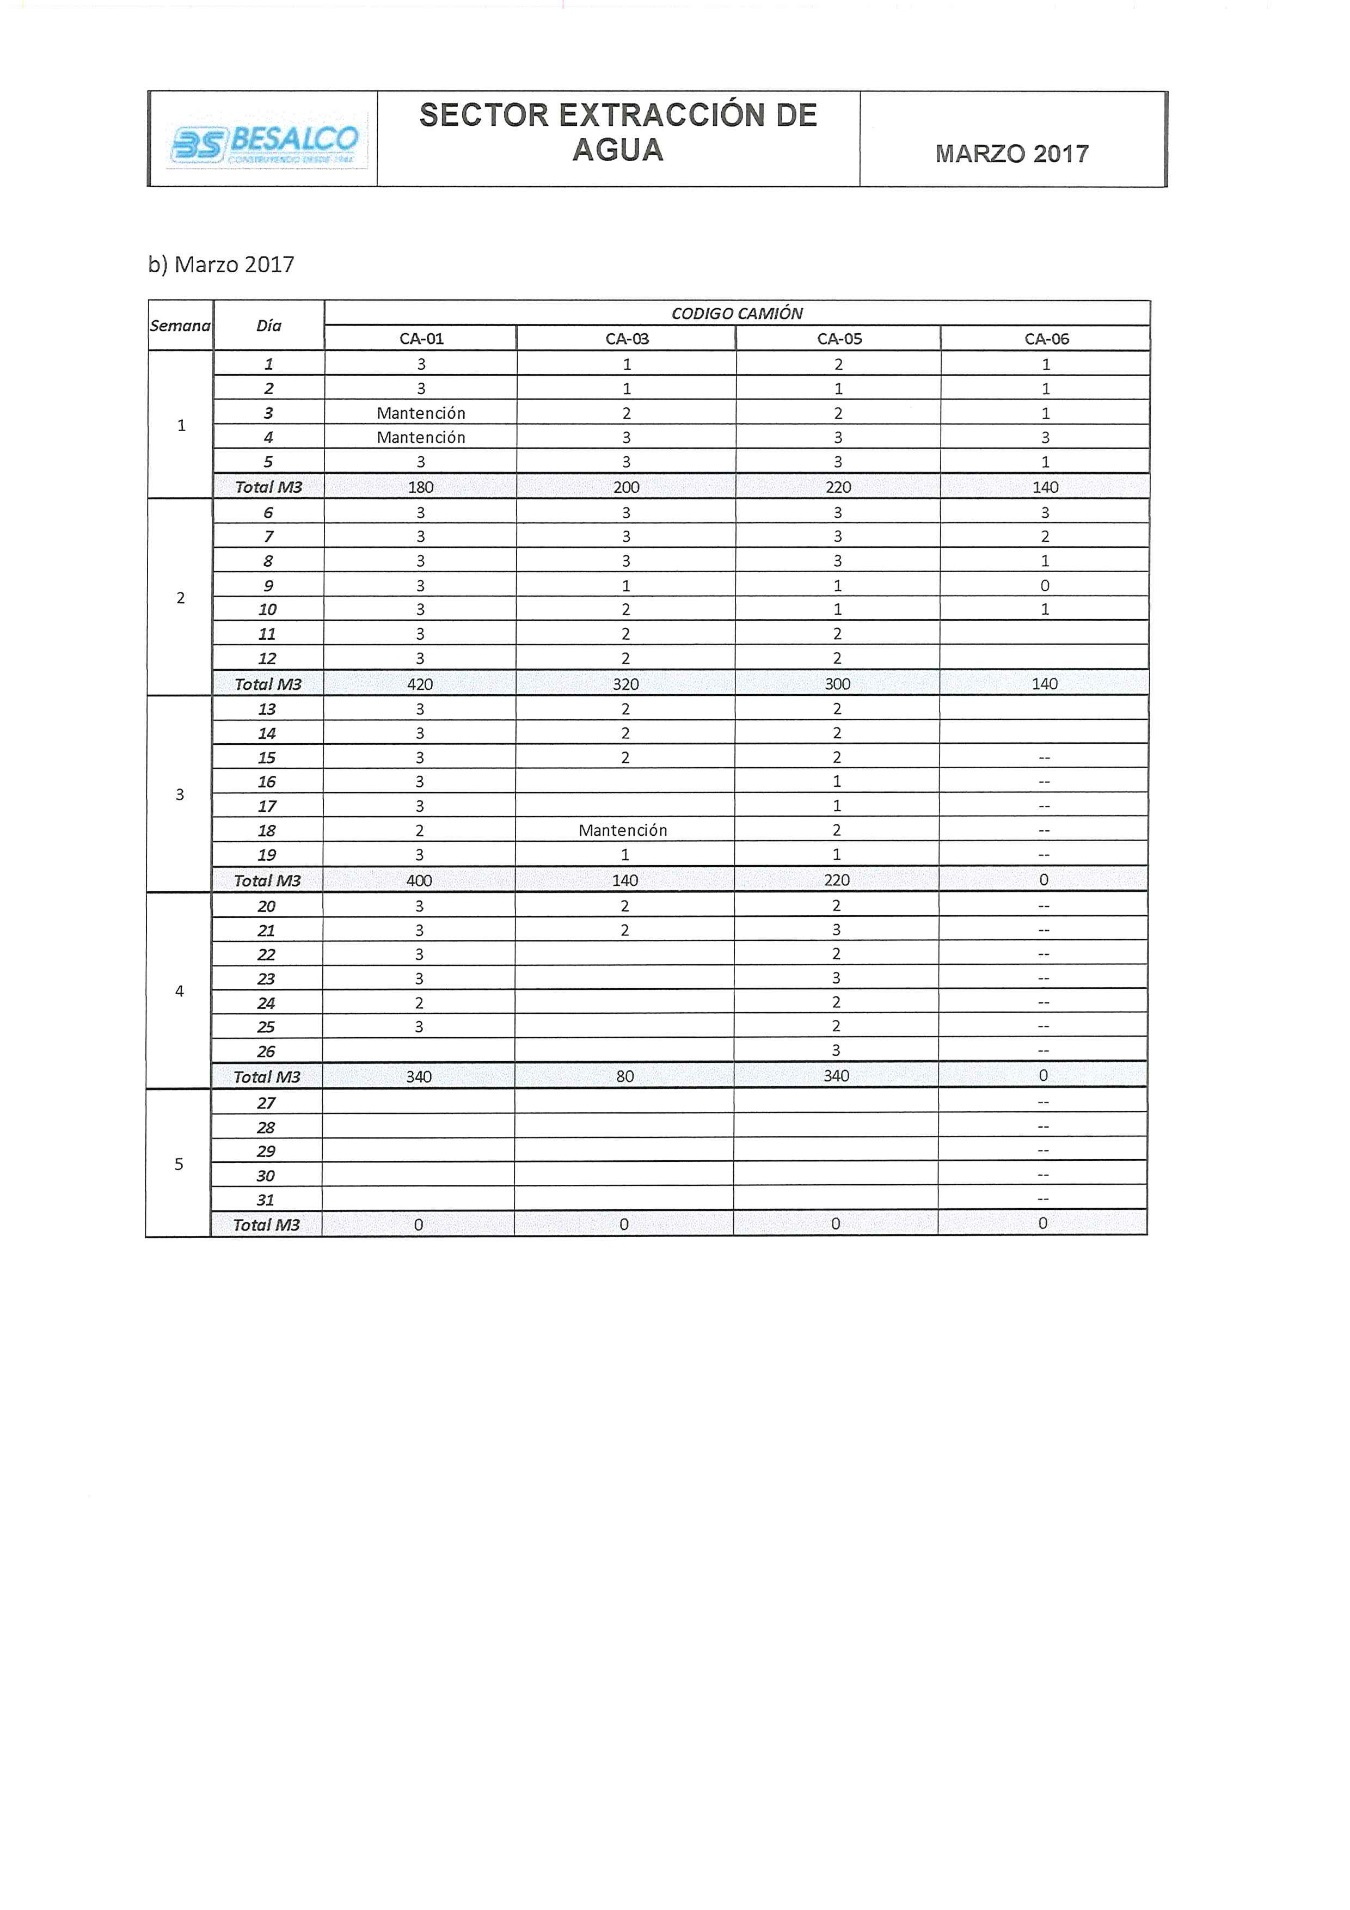 BS BESALCO
CONSTRUYENDO DESDE 1944
SECTOR EXTRACCIÓN DE
AGUA
MARZO 2017
b) Marzo 2017
Semana Día CODIGO CAMIÓN
CA-01 CA-03 CA-05 CA-06
1
1 3 1 2 1
2 3 1 1 1
3 Mantención 2 2 1
4 Mantención 3 3 3
5 3 3 3 1
Total M3 180 200 220 140
2
6 3 3 3 3
7 3 3 3 2
8 3 3 3 1
9 3 1 1 0
10 3 2 1 1
11 3 2 2
12 3 2 2
Total M3 420 320 300 140
3
13 3 2 2
14 3 2 2
15 3 2 2 --
16 3 1 --
17 3 1 --
18 2 Mantención 2 --
19 3 1 1 --
Total M3 400 140 220 0
4
20 3 2 2 --
21 3 2 3 --
22 3 2 --
23 3 3 --
24 2 2 --
25 3 2 --
26 3 --
Total M3 340 80 340 0
5
27 --
28 --
29 --
30 --
31 --
Total M3 0 0 0 0